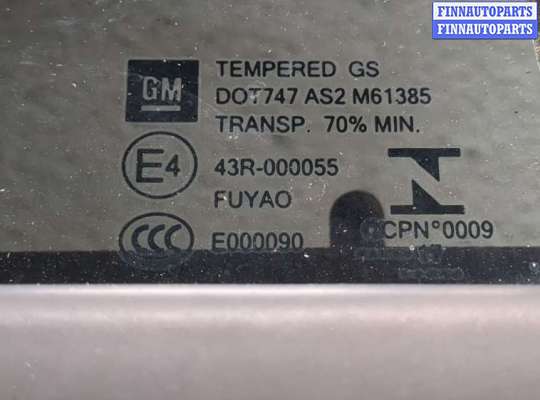 FINNAUTOPARTS
FINNAUTOPARTS
GM
TEMPERED GS
DOT747 AS2 M61385
TRANSP. 70% MIN.
E4
43R-000055
FUYAO
CCC
E000090
CPN°0009